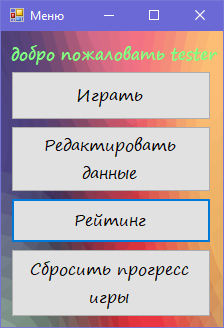 Меню
добро пожаловать tester
Играть
Редактировать
данные
Рейтинг
Сбросить прогресс
игры